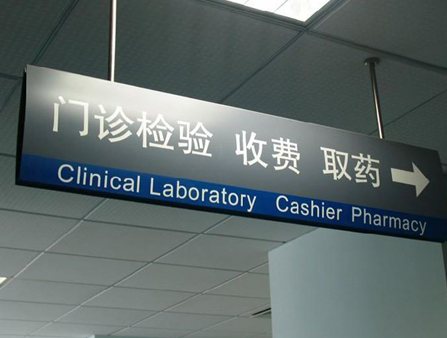 门诊检验 收费 取药
Clinical Laboratory Cashier Pharmacy